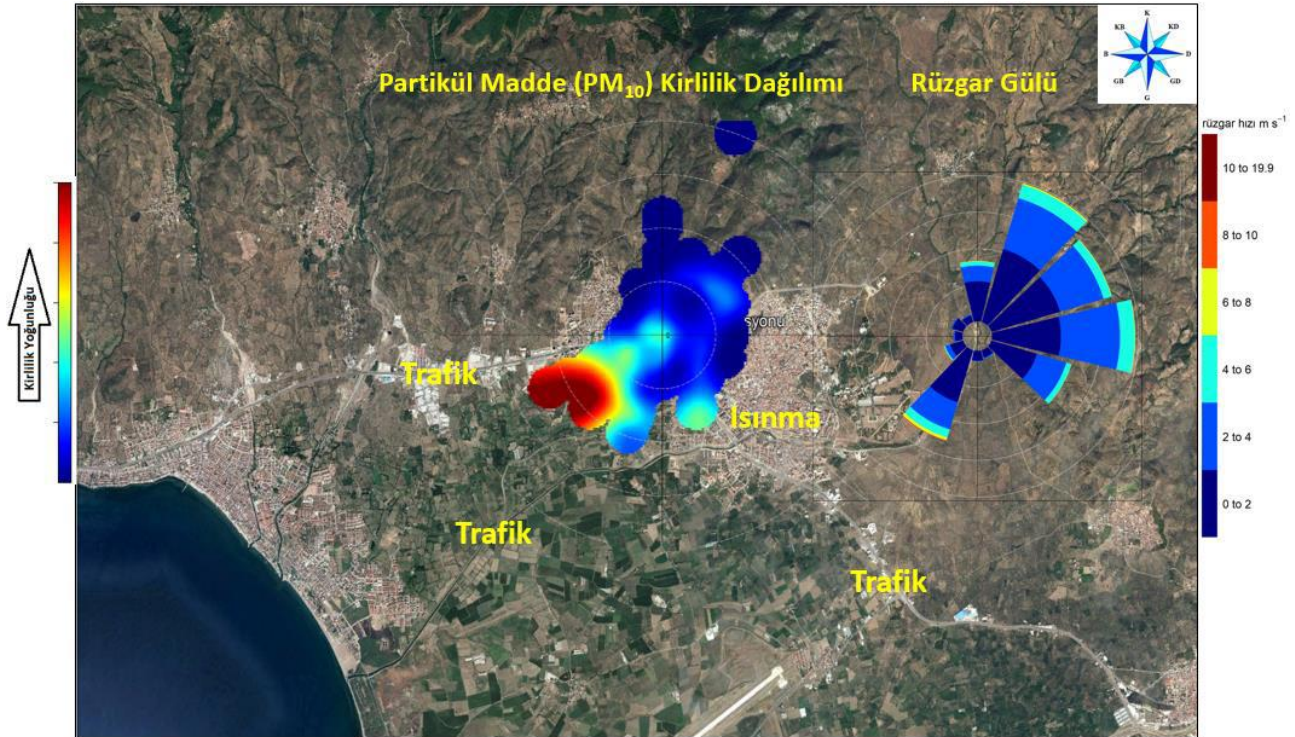 Partikül Madde (PM₁₀) Kirlilik Dağılımı
Rüzgar Gülü
K
KB
KD
B
D
GB
GD
G
rüzgar hızı m s⁻¹
10 to 19.9
8 to 10
6 to 8
4 to 6
2 to 4
0 to 2
Kirlilik Yoğunluğu
syonu
Trafik
Isınma
Trafik
Trafik